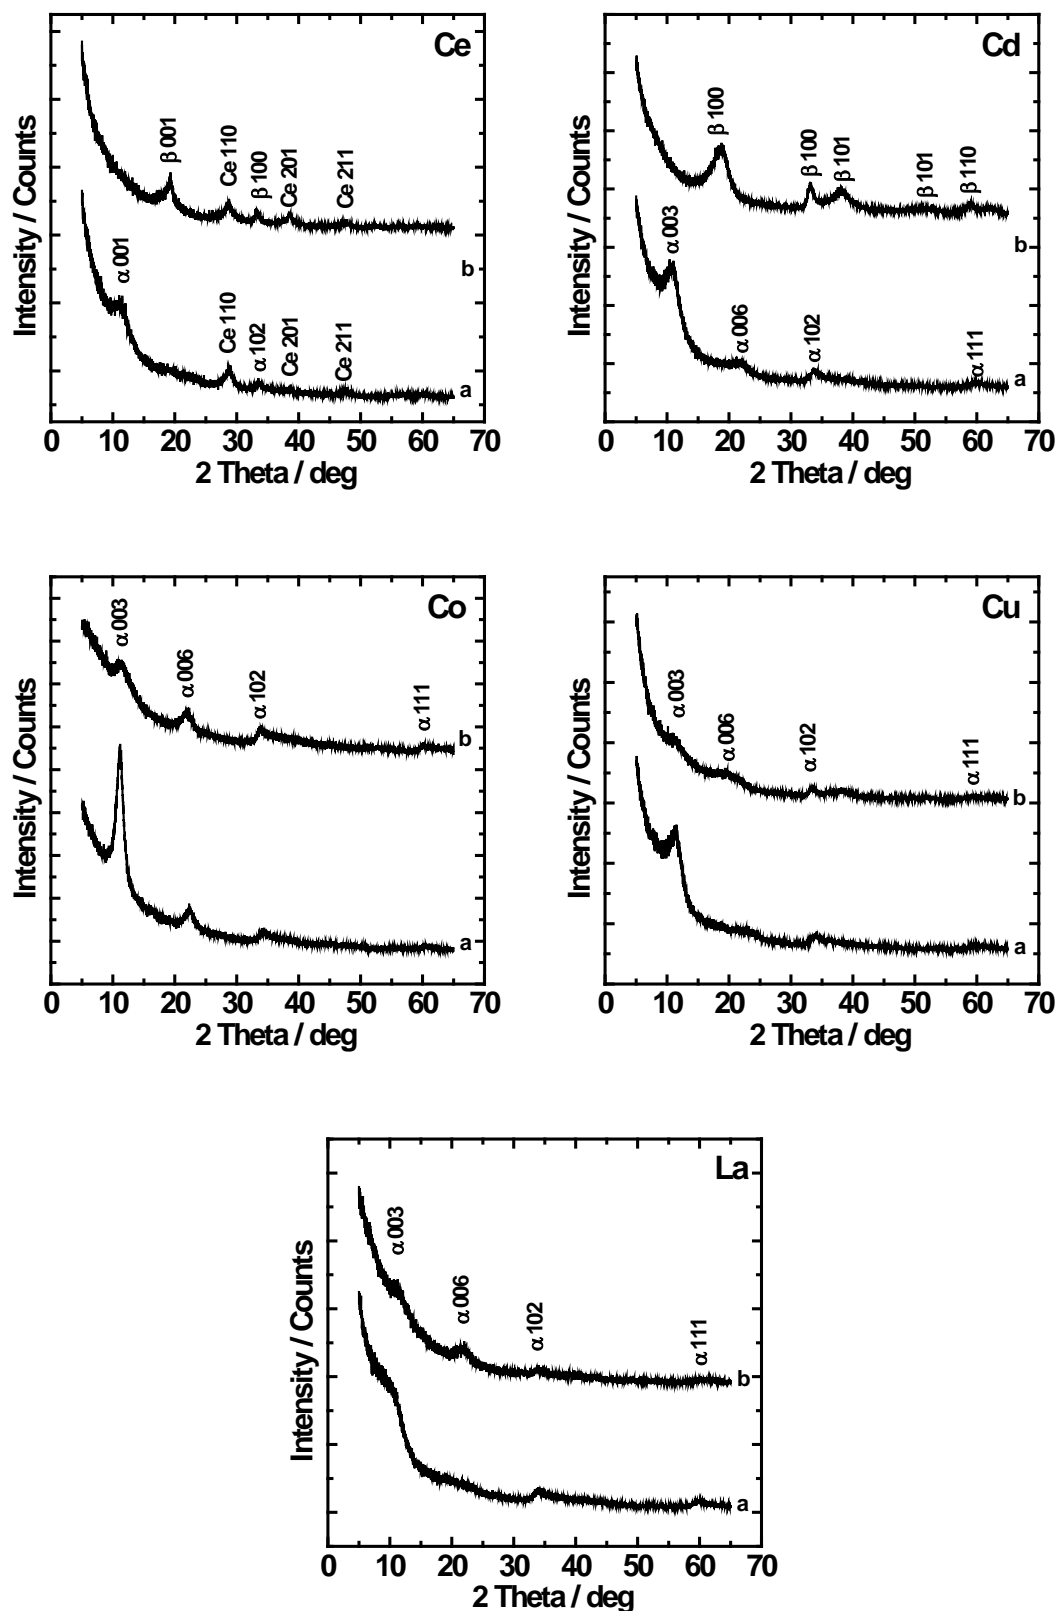 Ce
Intensity / Counts
β 001
Ce 110
β 100
Ce 201
Ce 211
b
α 001
Ce 110
α 102
Ce 201
Ce 211
a
0 10 20 30 40 50 60 70
2 Theta / deg
Cd
Intensity / Counts
β 100
β 100
β 101
β 101
β 110
b
α 003
α 006
α 102
α 111
a
0 10 20 30 40 50 60 70
2 Theta / deg
Co
Intensity / Counts
α 003
α 006
α 102
α 111
b
a
0 10 20 30 40 50 60 70
2 Theta / deg
Cu
Intensity / Counts
α 003
α 006
α 102
α 111
b
a
0 10 20 30 40 50 60 70
2 Theta / deg
La
Intensity / Counts
α 003
α 006
α 102
α 111
b
a
0 10 20 30 40 50 60 70
2 Theta / deg